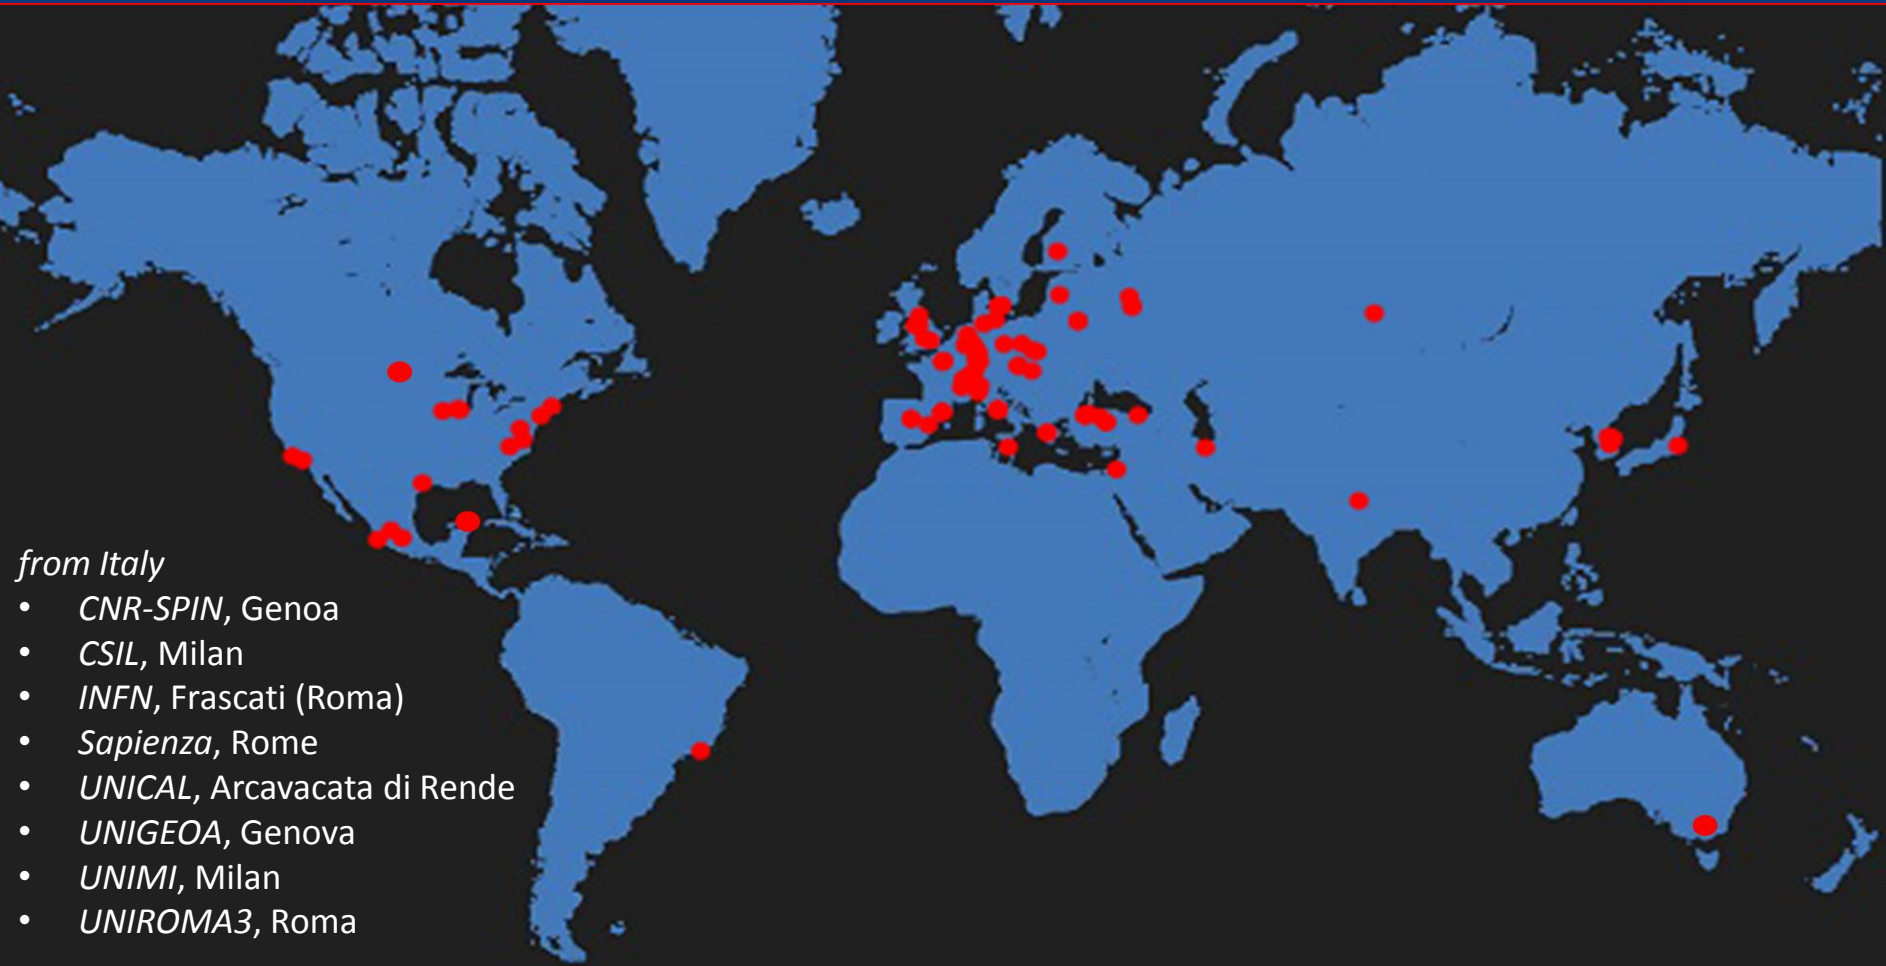 from Italy
• CNR-SPIN, Genoa
• CSIL, Milan
• INFN, Frascati (Roma)
• Sapienza, Rome
• UNICAL, Arcavacata di Rende
• UNIGEOA, Genova
• UNIMI, Milan
• UNIROMA3, Roma